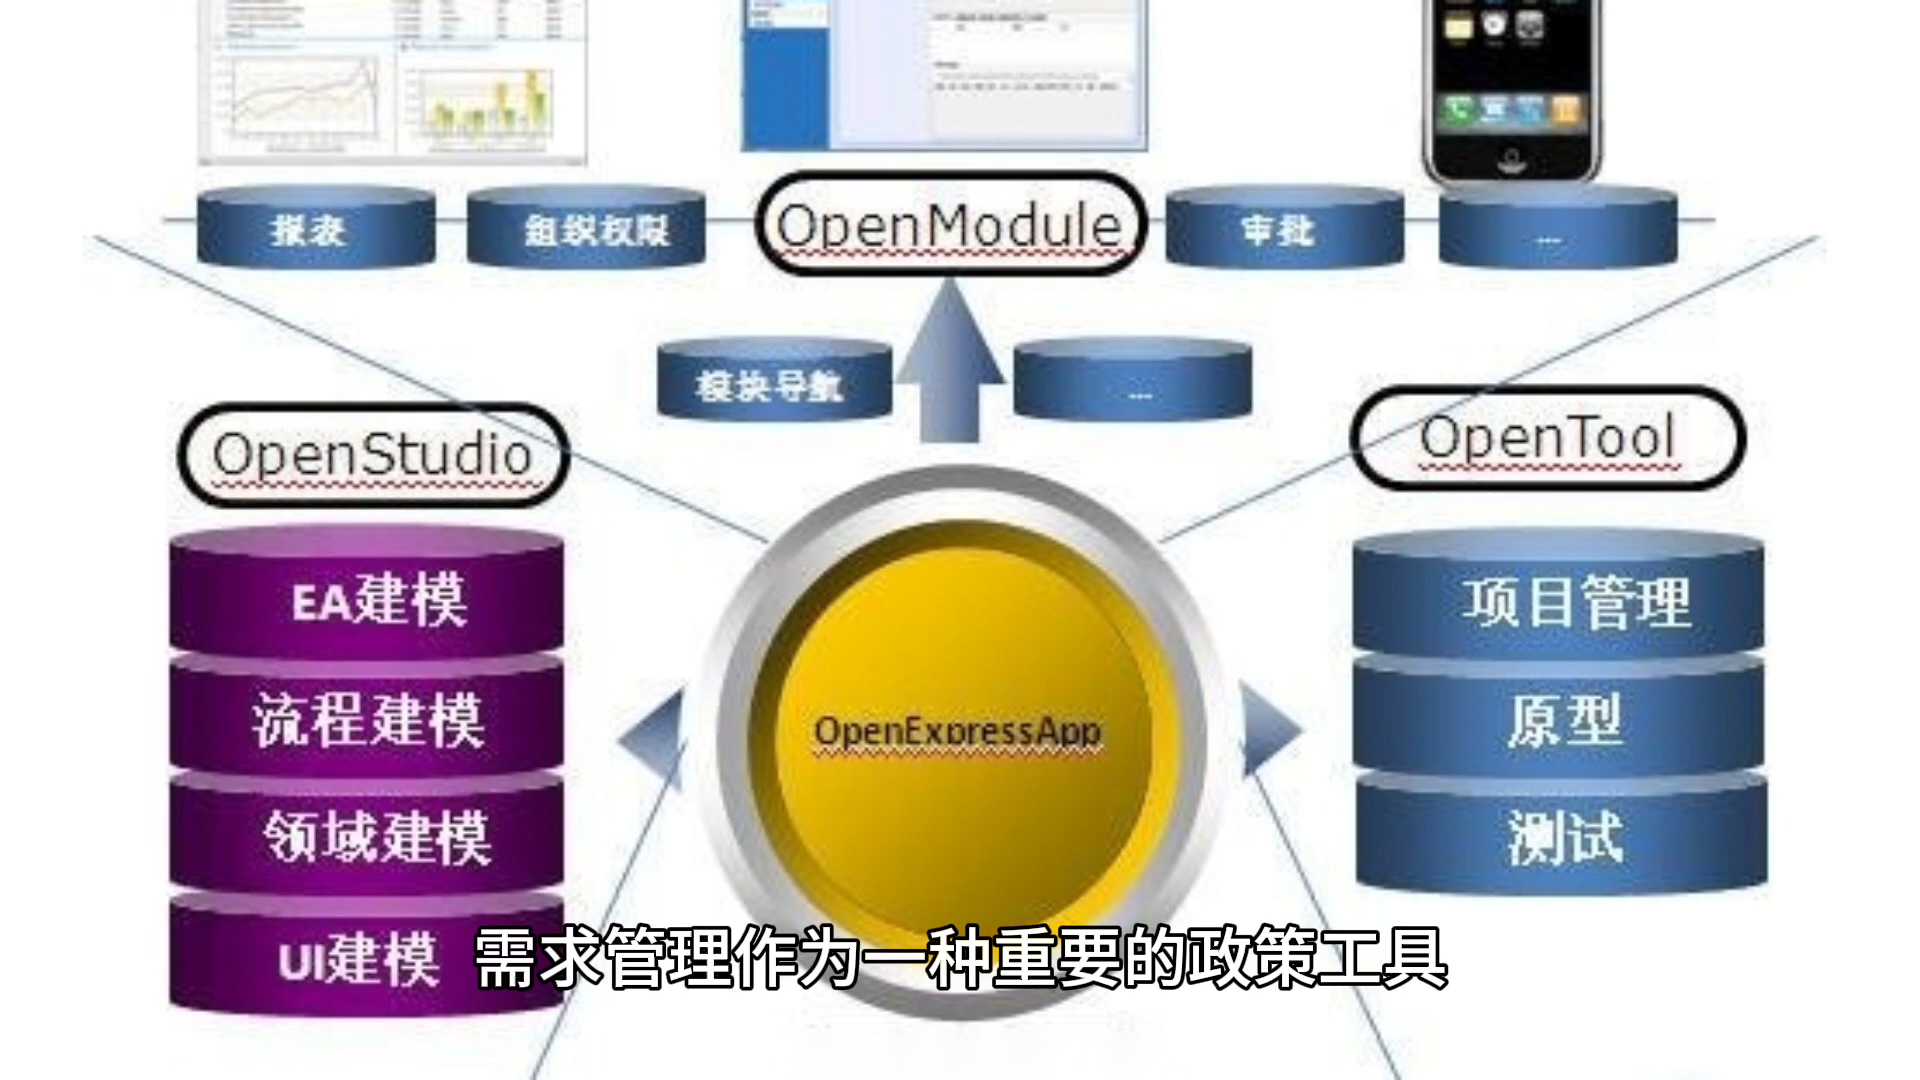 报表
组织权限
OpenModule
审批
...
模块导航
...
OpenStudio
OpenTool
EA建模
流程建模
领域建模
UI建模
OpenExpressApp
项目管理
原型
测试
需求管理作为一种重要的政策工具